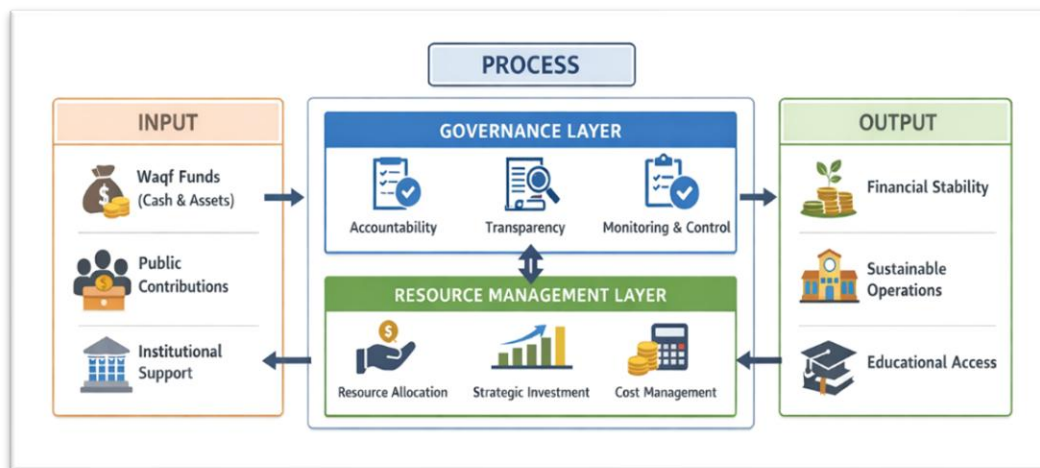 PROCESS
INPUT
Waqf Funds
(Cash & Assets)
Public
Contributions
Institutional
Support
GOVERNANCE LAYER
Accountability
Transparency
Monitoring & Control
RESOURCE MANAGEMENT LAYER
Resource Allocation
Strategic Investment
Cost Management
OUTPUT
Financial Stability
Sustainable
Operations
Educational Access